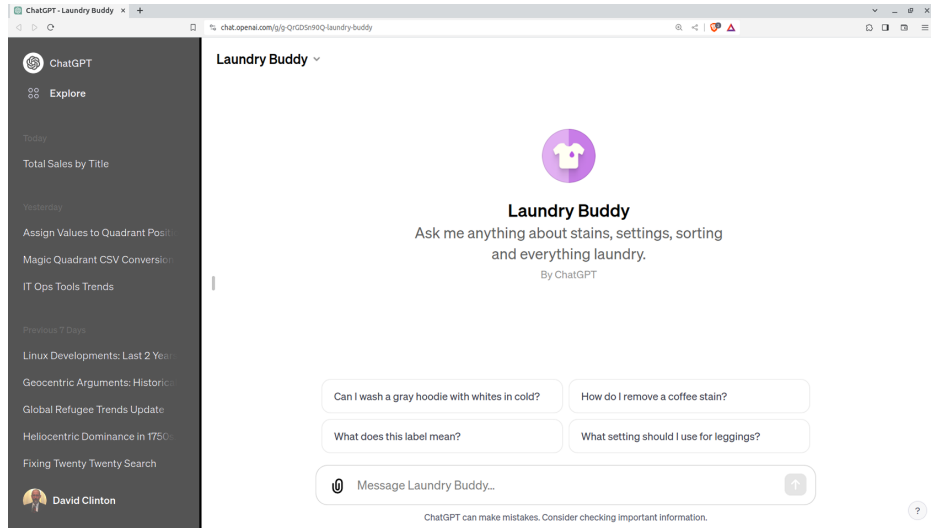 ChatGPT - Laundry Buddy
chat.openai.com/g/g-QrGDSn90Q-laundry-buddy
ChatGPT
Explore
Today
Total Sales by Title
Yesterday
Assign Values to Quadrant Posit
Magic Quadrant CSV Conversion
IT Ops Tools Trends
Previous 7 Days
Linux Developments: Last 2 Year
Geocentric Arguments: Historica
Global Refugee Trends Update
Heliocentric Dominance in 1750s
Fixing Twenty Twenty Search
David Clinton
Laundry Buddy
Laundry Buddy
Ask me anything about stains, settings, sorting
and everything laundry.
By ChatGPT
Can I wash a gray hoodie with whites in cold?
How do I remove a coffee stain?
What does this label mean?
What setting should I use for leggings?
Message Laundry Buddy...
ChatGPT can make mistakes. Consider checking important information.
?